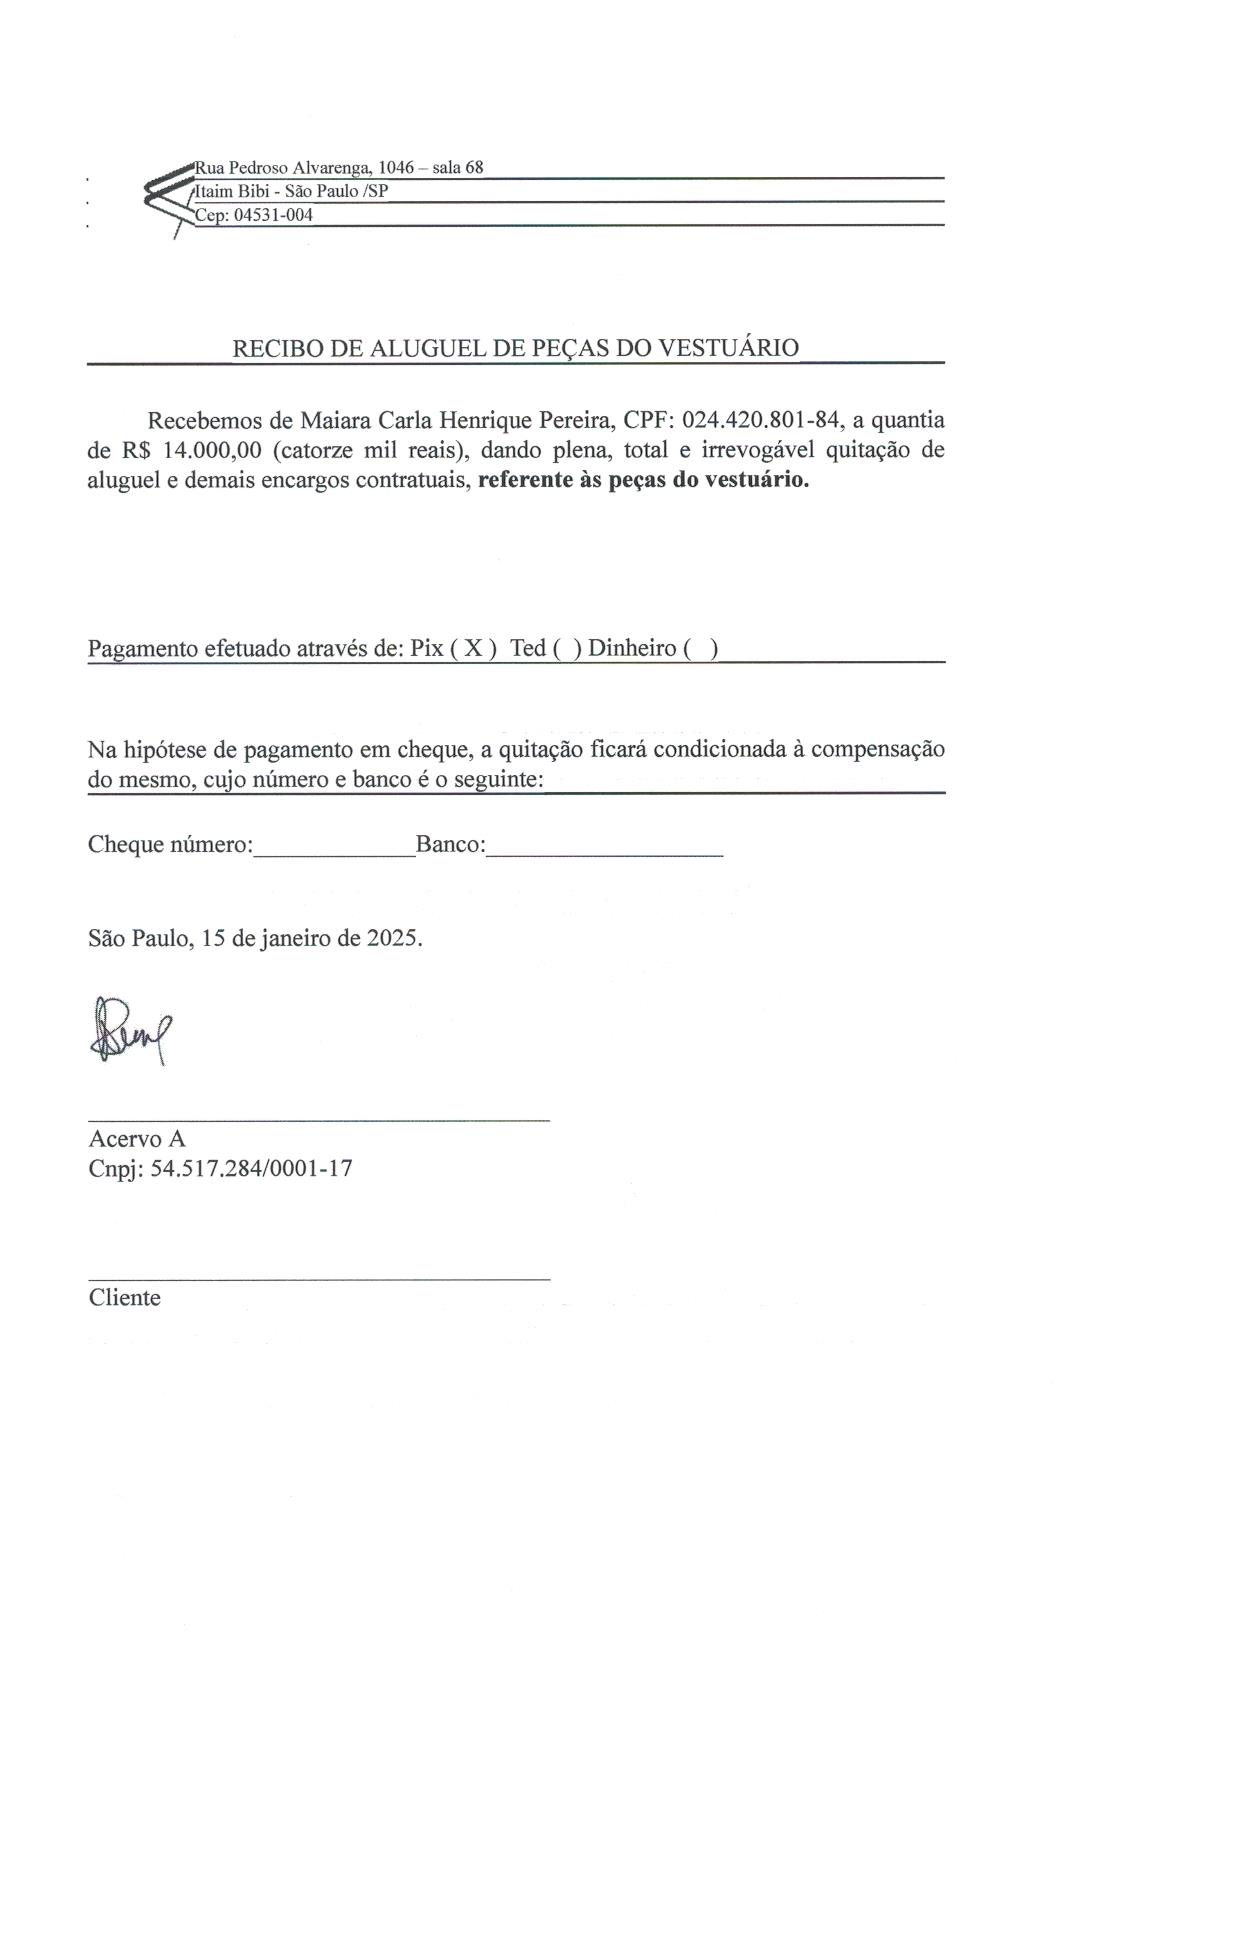 Rua Pedroso Alvarenga, 1046 – sala 68
Itaim Bibi - São Paulo /SP
Cep: 04531-004
RECIBO DE ALUGUEL DE PEÇAS DO VESTUÁRIO
Recebemos de Maiara Carla Henrique Pereira, CPF: 024.420.801-84, a quantia
de R$ 14.000,00 (catorze mil reais), dando plena, total e irrevogável quitação de
aluguel e demais encargos contratuais, referente às peças do vestuário.
Pagamento efetuado através de: Pix ( X ) Ted ( ) Dinheiro ( )
Na hipótese de pagamento em cheque, a quitação ficará condicionada à compensação
do mesmo, cujo número e banco é o seguinte:
Cheque número:_____________Banco:___________________
São Paulo, 15 de janeiro de 2025.
Acervo A
Cnpj: 54.517.284/0001-17
Cliente